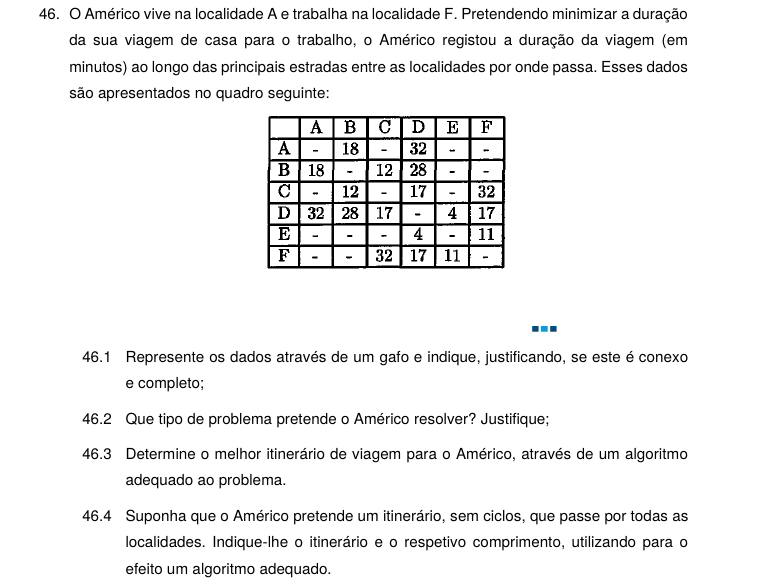 46. O Américo vive na localidade A e trabalha na localidade F. Pretendendo minimizar a duração
da sua viagem de casa para o trabalho, o Américo registou a duração da viagem (em
minutos) ao longo das principais estradas entre as localidades por onde passa. Esses dados
são apresentados no quadro seguinte:
A B C D E F
A - 18 - 32 - -
B 18 - 12 28 - -
C - 12 - 17 - 32
D 32 28 17 - 4 17
E - - - 4 - 11
F - - 32 17 11 -
46.1 Represente os dados através de um gafo e indique, justificando, se este é conexo
e completo;
46.2 Que tipo de problema pretende o Américo resolver? Justifique;
46.3 Determine o melhor itinerário de viagem para o Américo, através de um algoritmo
adequado ao problema.
46.4 Suponha que o Américo pretende um itinerário, sem ciclos, que passe por todas as
localidades. Indique-lhe o itinerário e o respetivo comprimento, utilizando para o
efeito um algoritmo adequado.